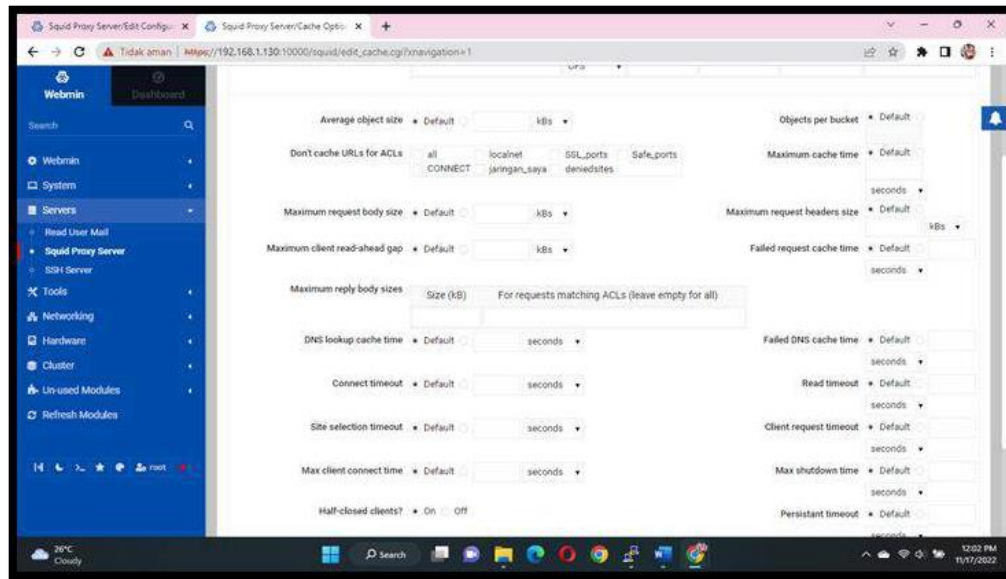 Squid Proxy Server/Edit Configu
Squid Proxy Server/Cache Optio
Tidak aman | https://192.168.1.130:10000/squid/edit_cache.cgi?xnavigation=1
Webmin
Dashboard
Search
Webmin
System
Servers
Read User Mail
Squid Proxy Server
SSH Server
Tools
Networking
Hardware
Cluster
Un-used Modules
Refresh Modules
root
UFS
Average object size Default kBs
Objects per bucket Default
Don't cache URLs for ACLs all localnet SSL_ports Safe_ports
CONNECT jaringan_saya deniedsites
Maximum cache time Default
seconds
Maximum request body size Default kBs
Maximum request headers size Default
kBs
Maximum client read-ahead gap Default kBs
Failed request cache time Default
seconds
Maximum reply body sizes
Size (kB) For requests matching ACLs (leave empty for all)
DNS lookup cache time Default seconds
Failed DNS cache time Default
seconds
Connect timeout Default seconds
Read timeout Default
seconds
Site selection timeout Default seconds
Client request timeout Default
seconds
Max client connect time Default seconds
Max shutdown time Default
seconds
Half-closed clients? On Off
Persistant timeout Default
seconds
26°C
Cloudy
Search
12:02 PM
11/17/2022